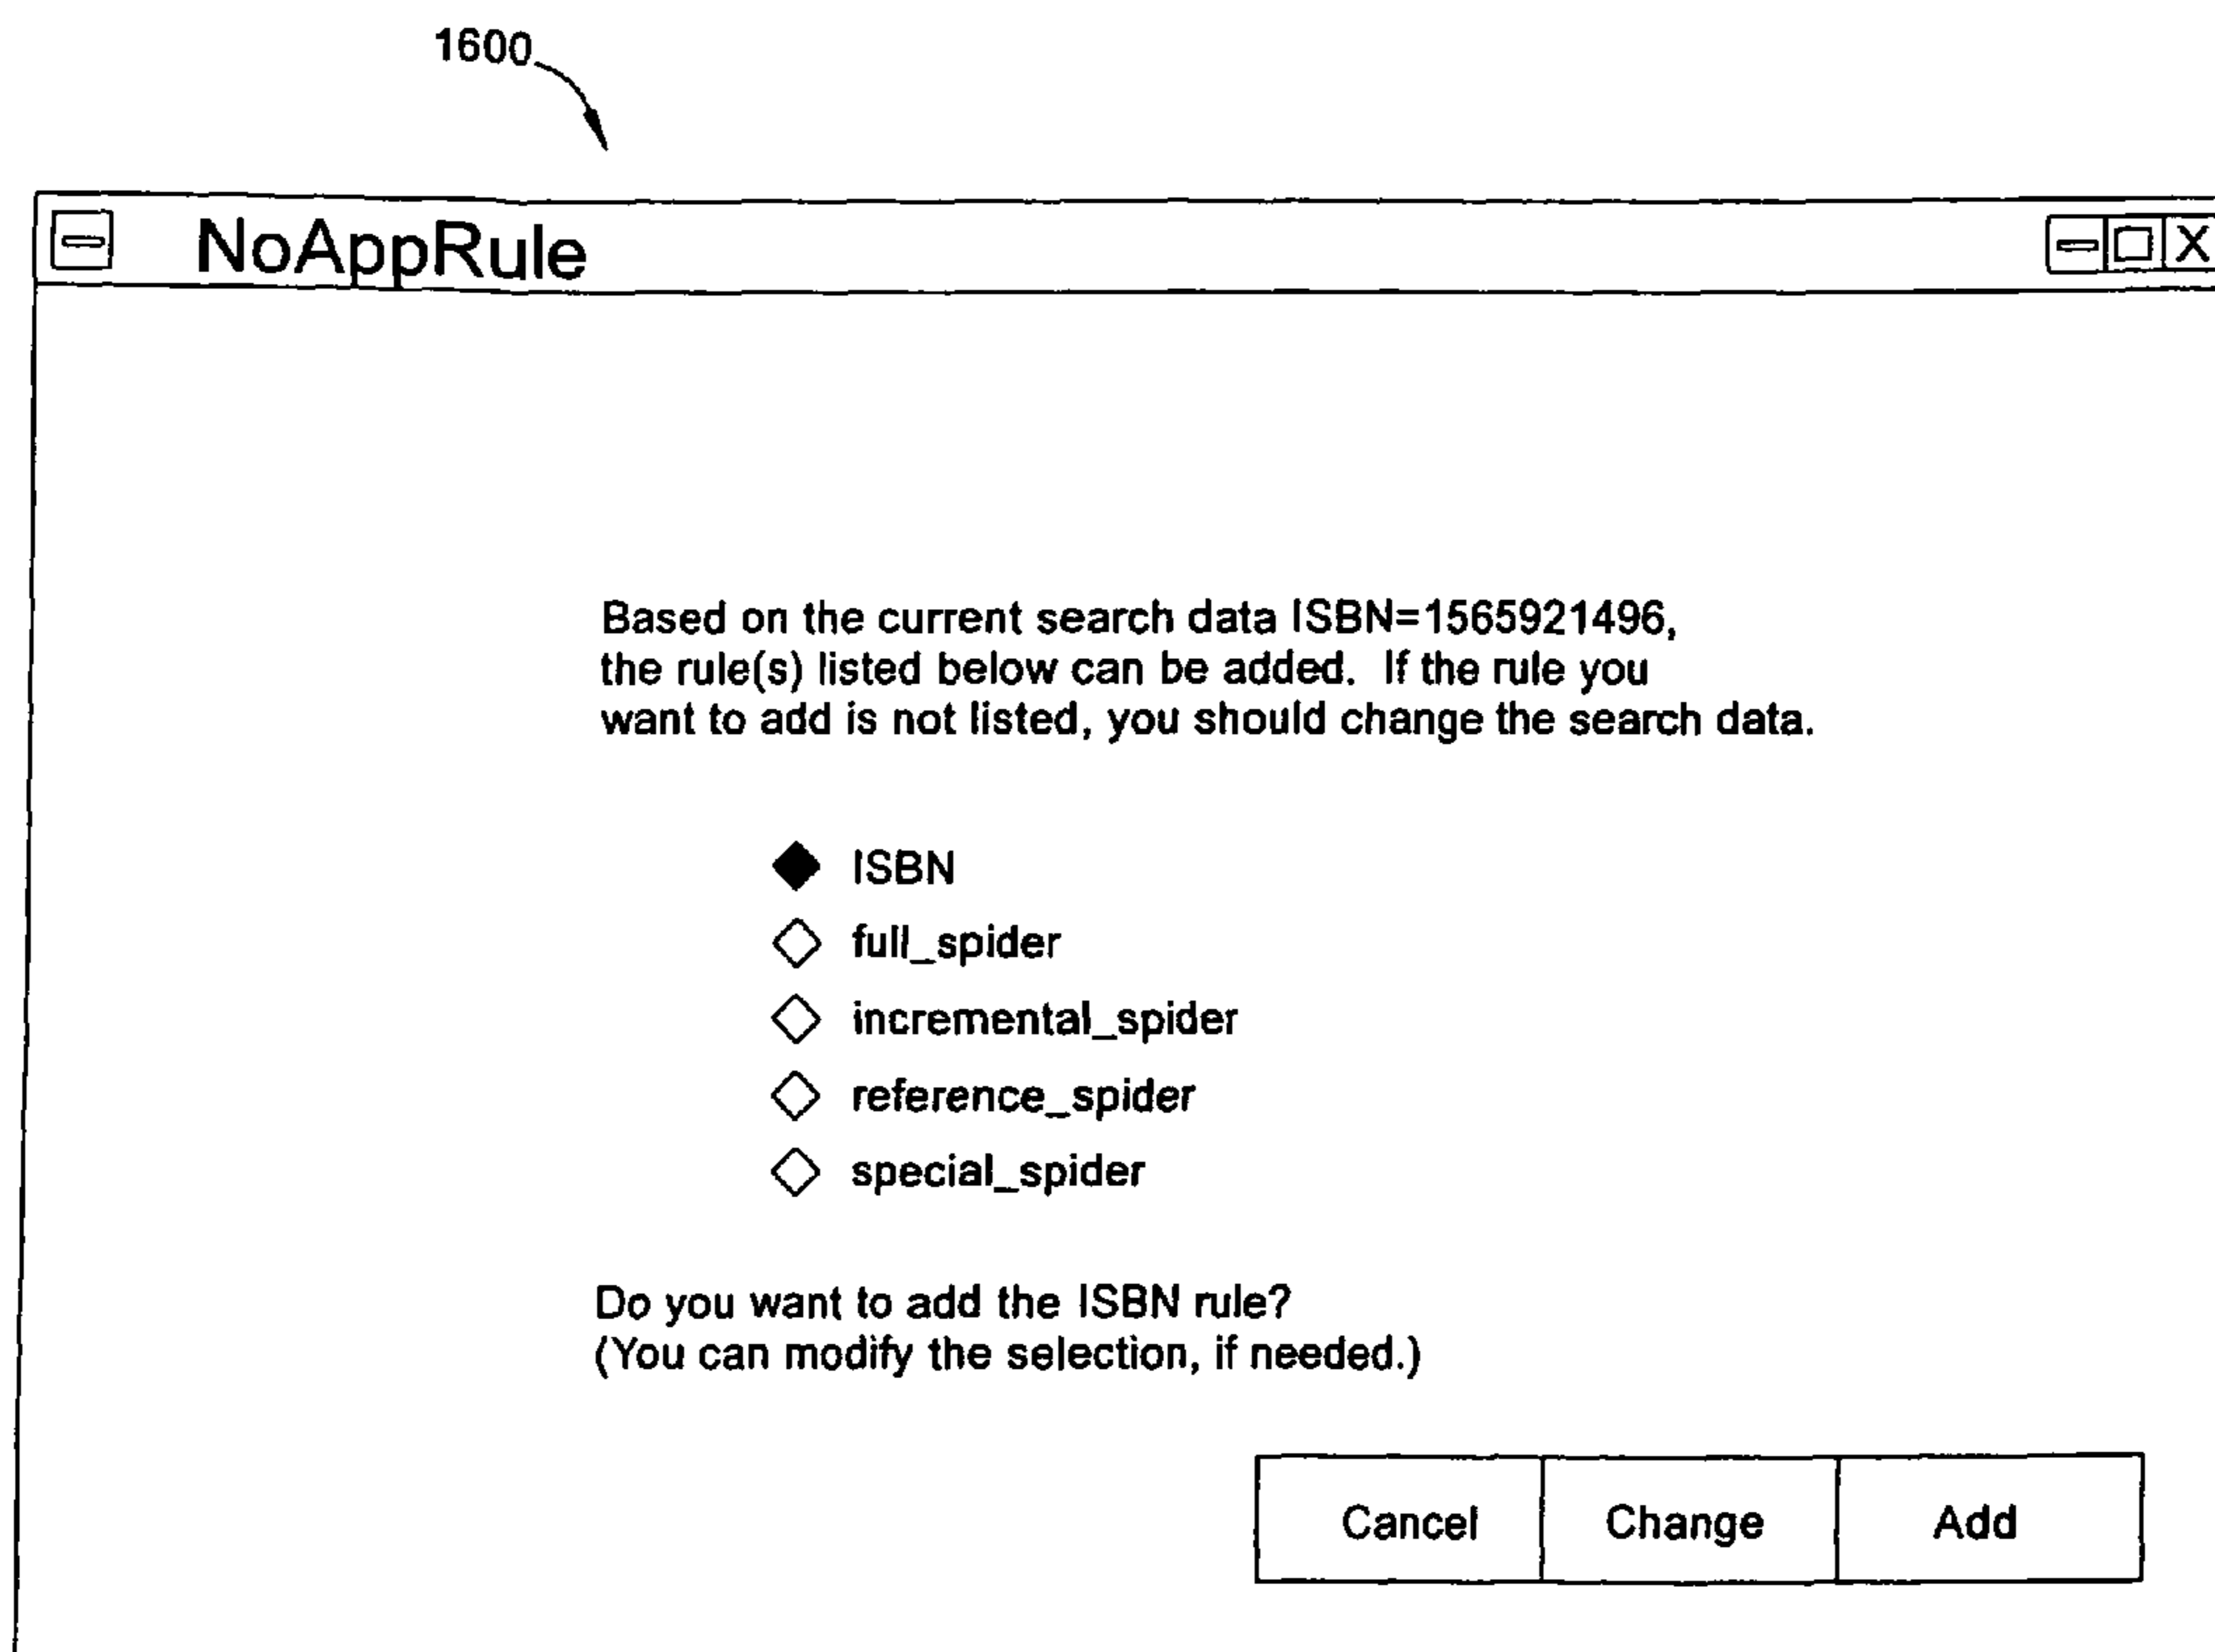 1600
NoAppRule
X
Based on the current search data ISBN=1565921496,
the rule(s) listed below can be added. If the rule you
want to add is not listed, you should change the search data.
ISBN
full_spider
incremental_spider
reference_spider
special_spider
Do you want to add the ISBN rule?
(You can modify the selection, if needed.)
Cancel Change Add